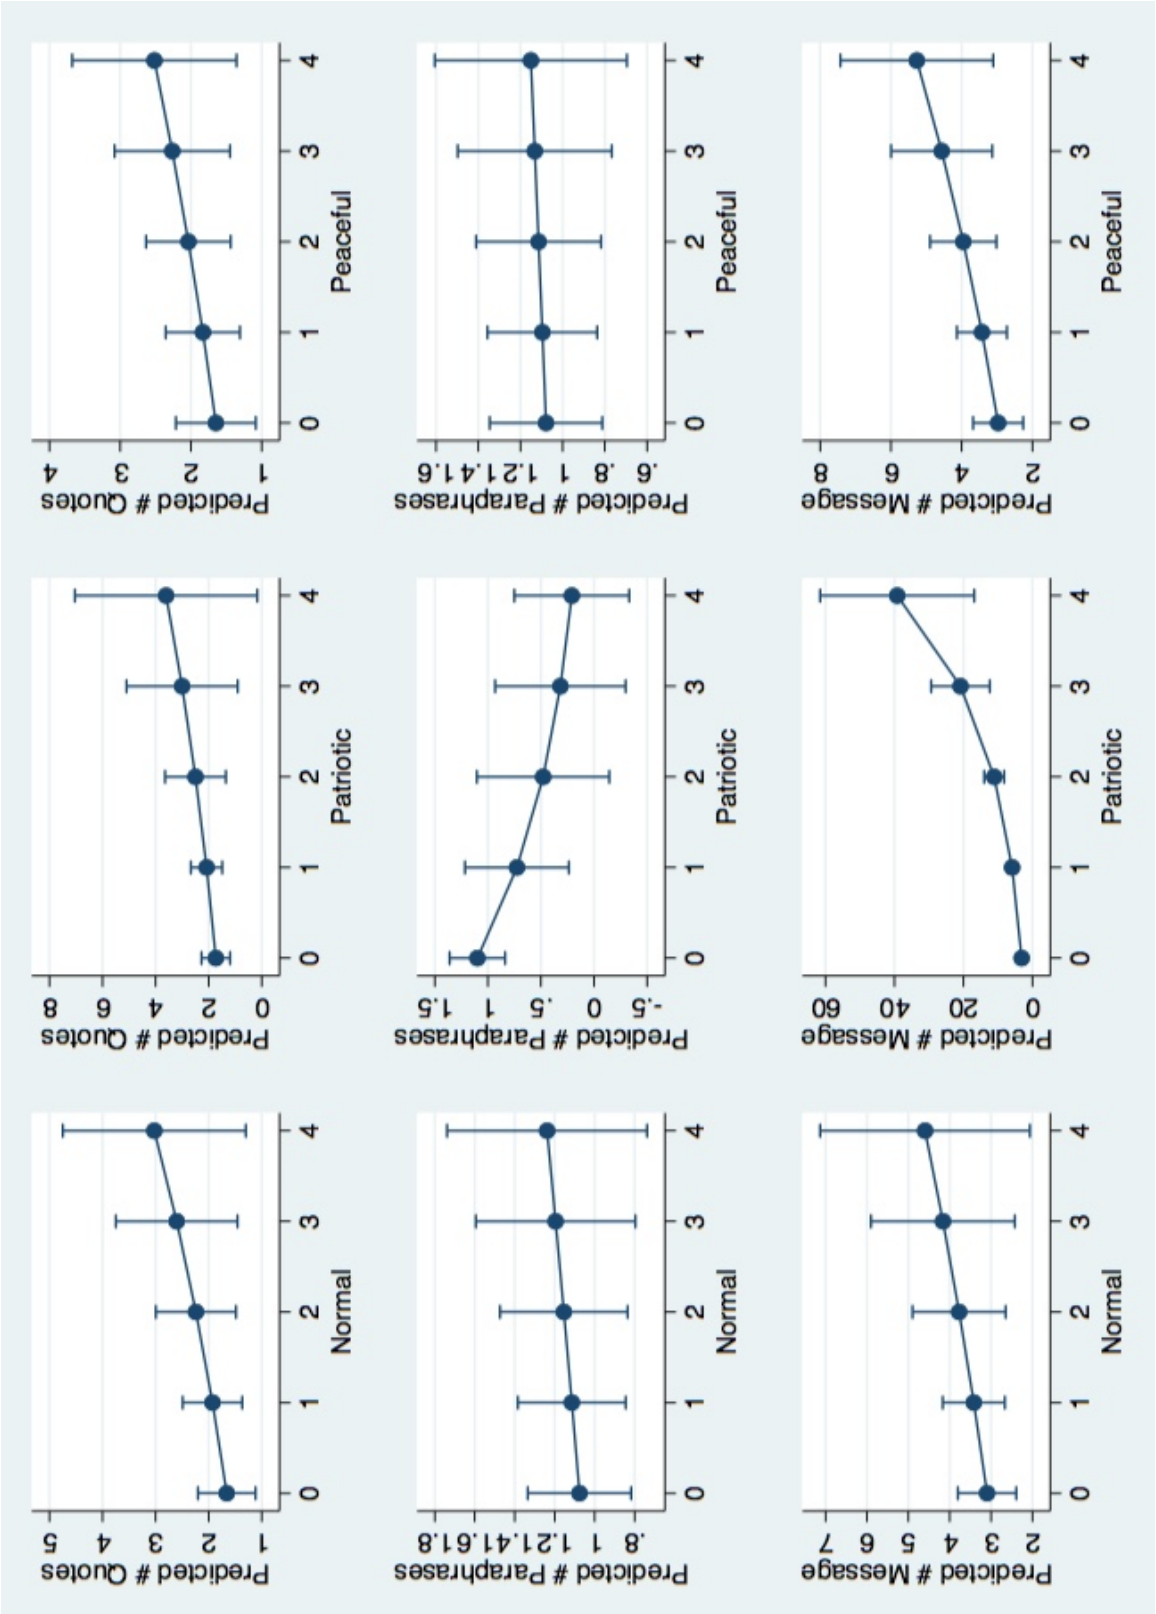 Predicted # Quotes
1 2 3 4 5
0 1 2 3 4
Normal
Predicted # Quotes
0 2 4 6 8
0 1 2 3 4
Patriotic
Predicted # Quotes
1 2 3 4
0 1 2 3 4
Peaceful
Predicted # Paraphrases
.8 1 1.2 1.4 1.6 1.8
0 1 2 3 4
Normal
Predicted # Paraphrases
-.5 0 .5 1 1.5
0 1 2 3 4
Patriotic
Predicted # Paraphrases
.6 .8 1 1.2 1.4 1.6
0 1 2 3 4
Peaceful
Predicted # Message
2 3 4 5 6 7
0 1 2 3 4
Normal
Predicted # Message
0 20 40 60
0 1 2 3 4
Patriotic
Predicted # Message
2 4 6 8
0 1 2 3 4
Peaceful